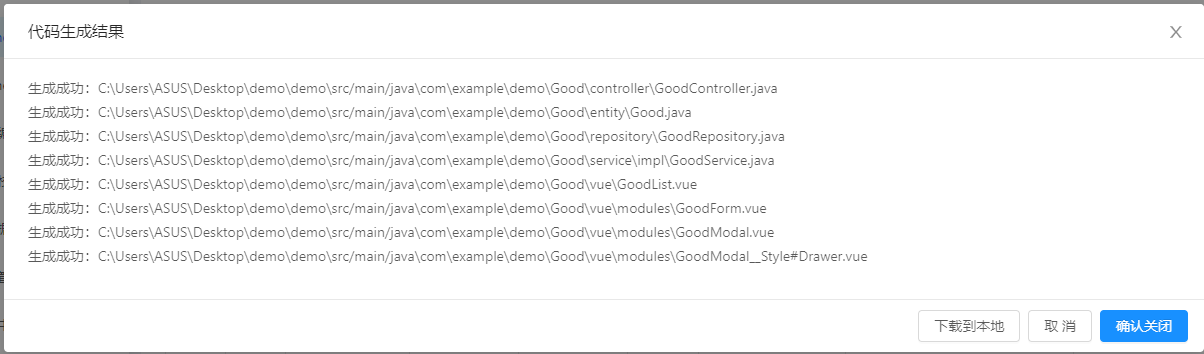 代码生成结果
生成成功：C:\Users\ASUS\Desktop\demo\demo\src/main/java\com\example\demo\Good\controller\GoodController.java
生成成功：C:\Users\ASUS\Desktop\demo\demo\src/main/java\com\example\demo\Good\entity\Good.java
生成成功：C:\Users\ASUS\Desktop\demo\demo\src/main/java\com\example\demo\Good\repository\GoodRepository.java
生成成功：C:\Users\ASUS\Desktop\demo\demo\src/main/java\com\example\demo\Good\service\impl\GoodService.java
生成成功：C:\Users\ASUS\Desktop\demo\demo\src/main/java\com\example\demo\Good\vue\GoodList.vue
生成成功：C:\Users\ASUS\Desktop\demo\demo\src/main/java\com\example\demo\Good\vue\modules\GoodForm.vue
生成成功：C:\Users\ASUS\Desktop\demo\demo\src/main/java\com\example\demo\Good\vue\modules\GoodModal.vue
生成成功：C:\Users\ASUS\Desktop\demo\demo\src/main/java\com\example\demo\Good\vue\modules\GoodModal__Style#Drawer.vue
下载到本地 取 消 确认关闭